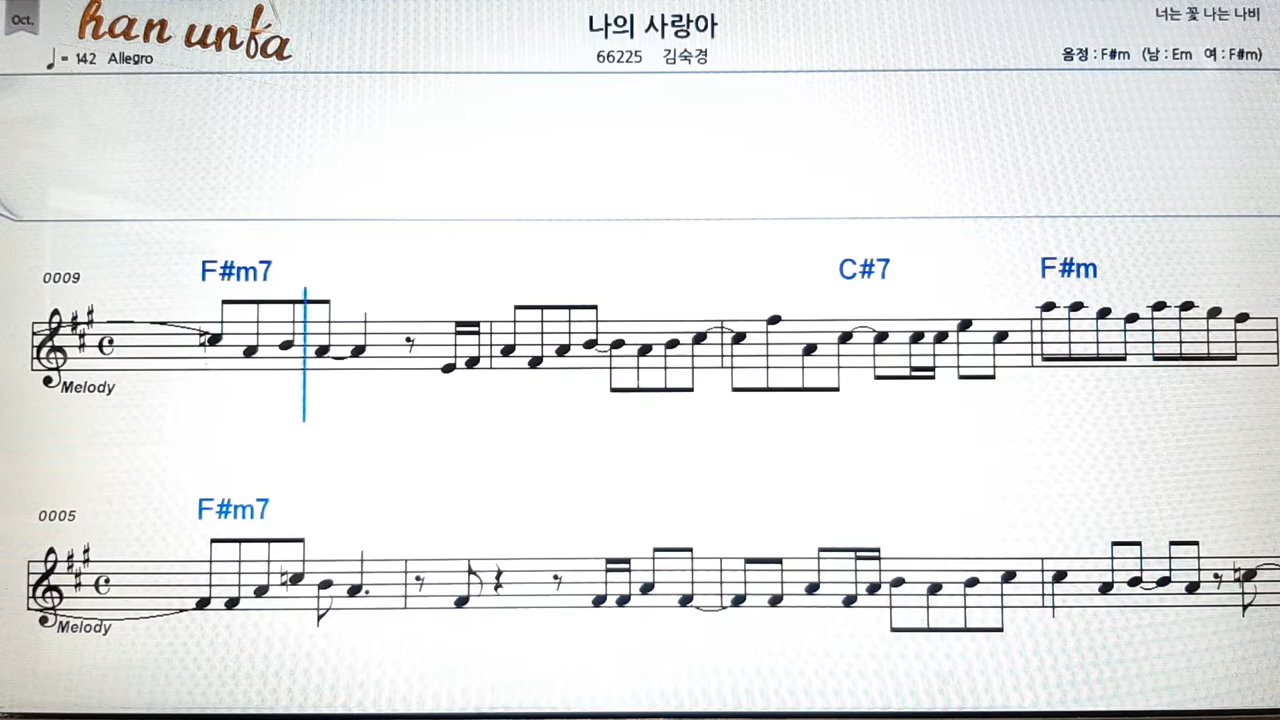 Oct.
han unfa
나의 사랑아
너는 꽃 나는 나비
♩ = 142 Allegro
66225 김숙경
음정 : F#m (남 : Em 여 : F#m)
0009
F#m7
C#7
F#m
Melody
0005
F#m7
Melody